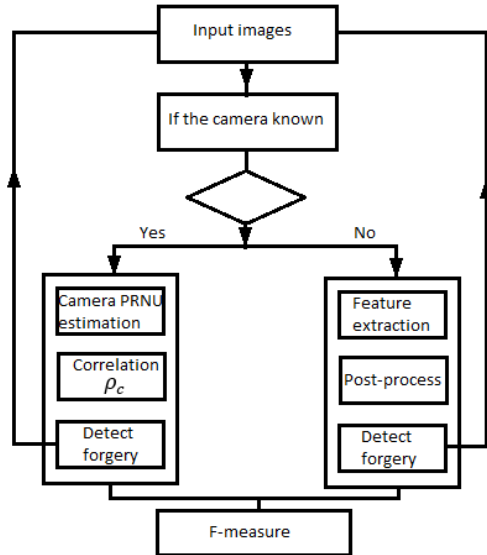 Input images
If the camera known
Yes
No
Camera PRNU
estimation
Correlation
ρ_c
Detect
forgery
Feature
extraction
Post-process
Detect
forgery
F-measure